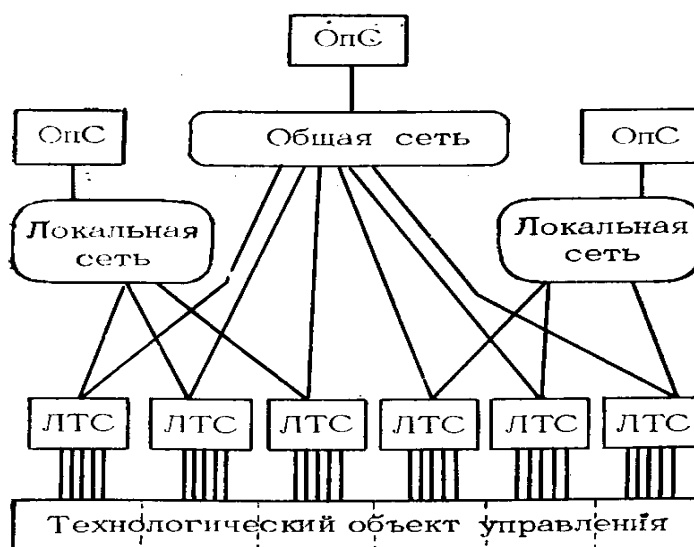 ОпС
ОпС
Общая сеть
ОпС
Локальная
сеть
Локальная
сеть
ЛТС
ЛТС
ЛТС
ЛТС
ЛТС
ЛТС
Технологический объект управления